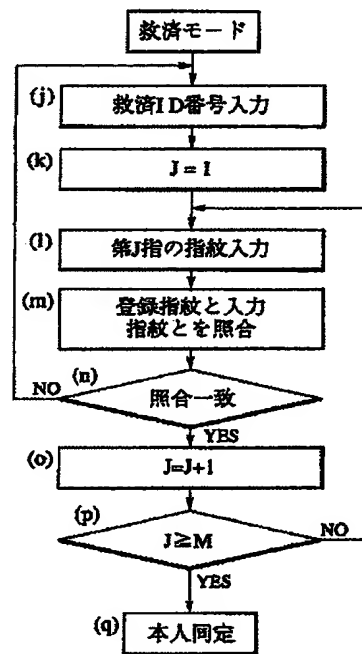 救済モード
(j)
救済ID番号入力
(k)
J = 1
(l)
第J指の指紋入力
(m)
登録指紋と入力
指紋とを照合
(n)
NO
照合一致
YES
(o)
J=J+1
(p)
J≧M
NO
YES
(q)
本人同定